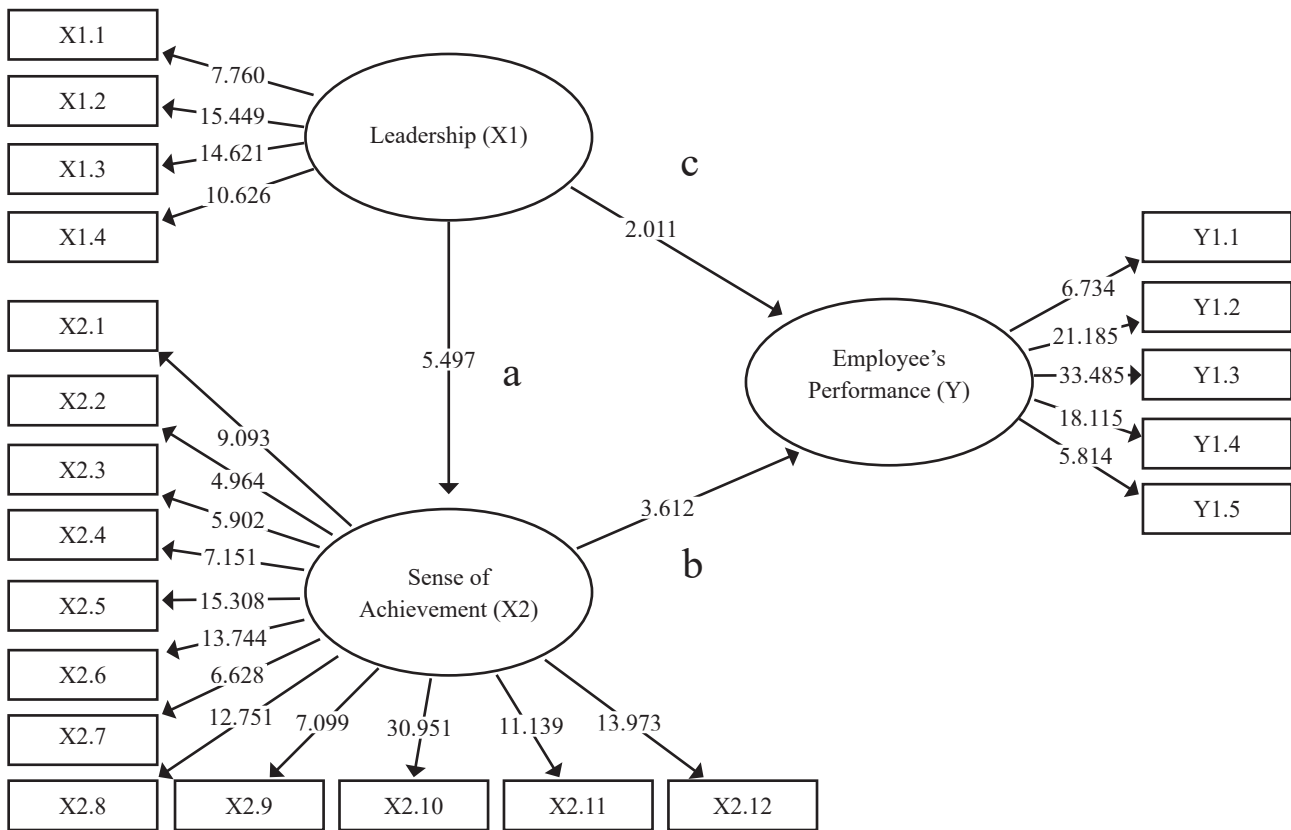 X1.1
7.760
X1.2
15.449
X1.3
14.621
X1.4
10.626
Leadership (X1)
c
2.011
5.497
a
X2.1
9.093
X2.2
4.964
X2.3
5.902
X2.4
7.151
X2.5
15.308
X2.6
13.744
X2.7
6.628
X2.8
12.751
X2.9
7.099
X2.10
30.951
X2.11
11.139
X2.12
13.973
Sense of
Achievement (X2)
3.612
b
Employee’s
Performance (Y)
6.734
Y1.1
21.185
Y1.2
33.485
Y1.3
18.115
Y1.4
5.814
Y1.5